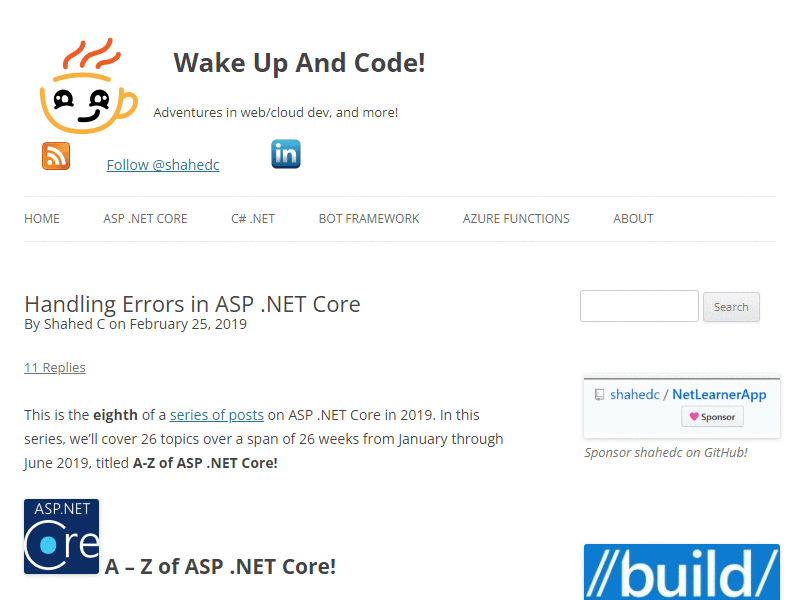 Wake Up And Code!
Adventures in web/cloud dev, and more!
Follow @shahedc
in
HOME
ASP .NET CORE
C# .NET
BOT FRAMEWORK
AZURE FUNCTIONS
ABOUT
Handling Errors in ASP .NET Core
By Shahed C on February 25, 2019
11 Replies
This is the eighth of a series of posts on ASP .NET Core in 2019. In this
series, we'll cover 26 topics over a span of 26 weeks from January through
June 2019, titled A-Z of ASP .NET Core!
ASP.NET
Core
A – Z of ASP .NET Core!
Search
shahedc / NetLearnerApp
Sponsor
Sponsor shahedc on GitHub!
//build/